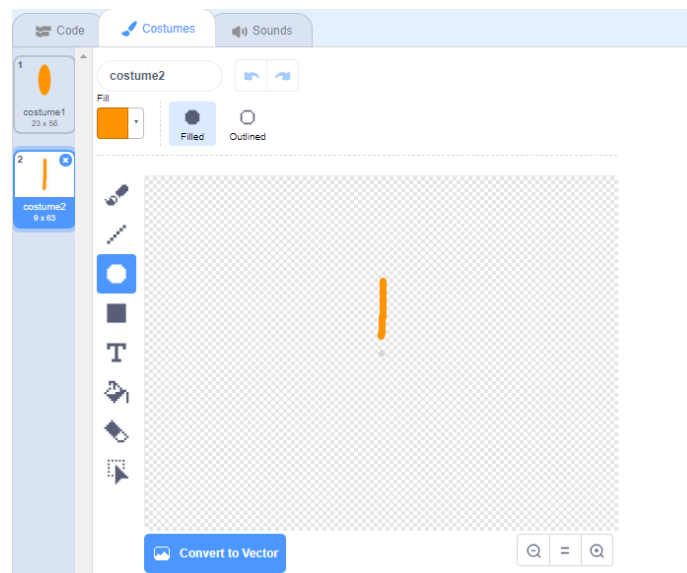 Code
Costumes
Sounds
1
costume1
23 x 56
2
costume2
9 x 63
costume2
Fill
Filled
Outlined
T
Convert to Vector